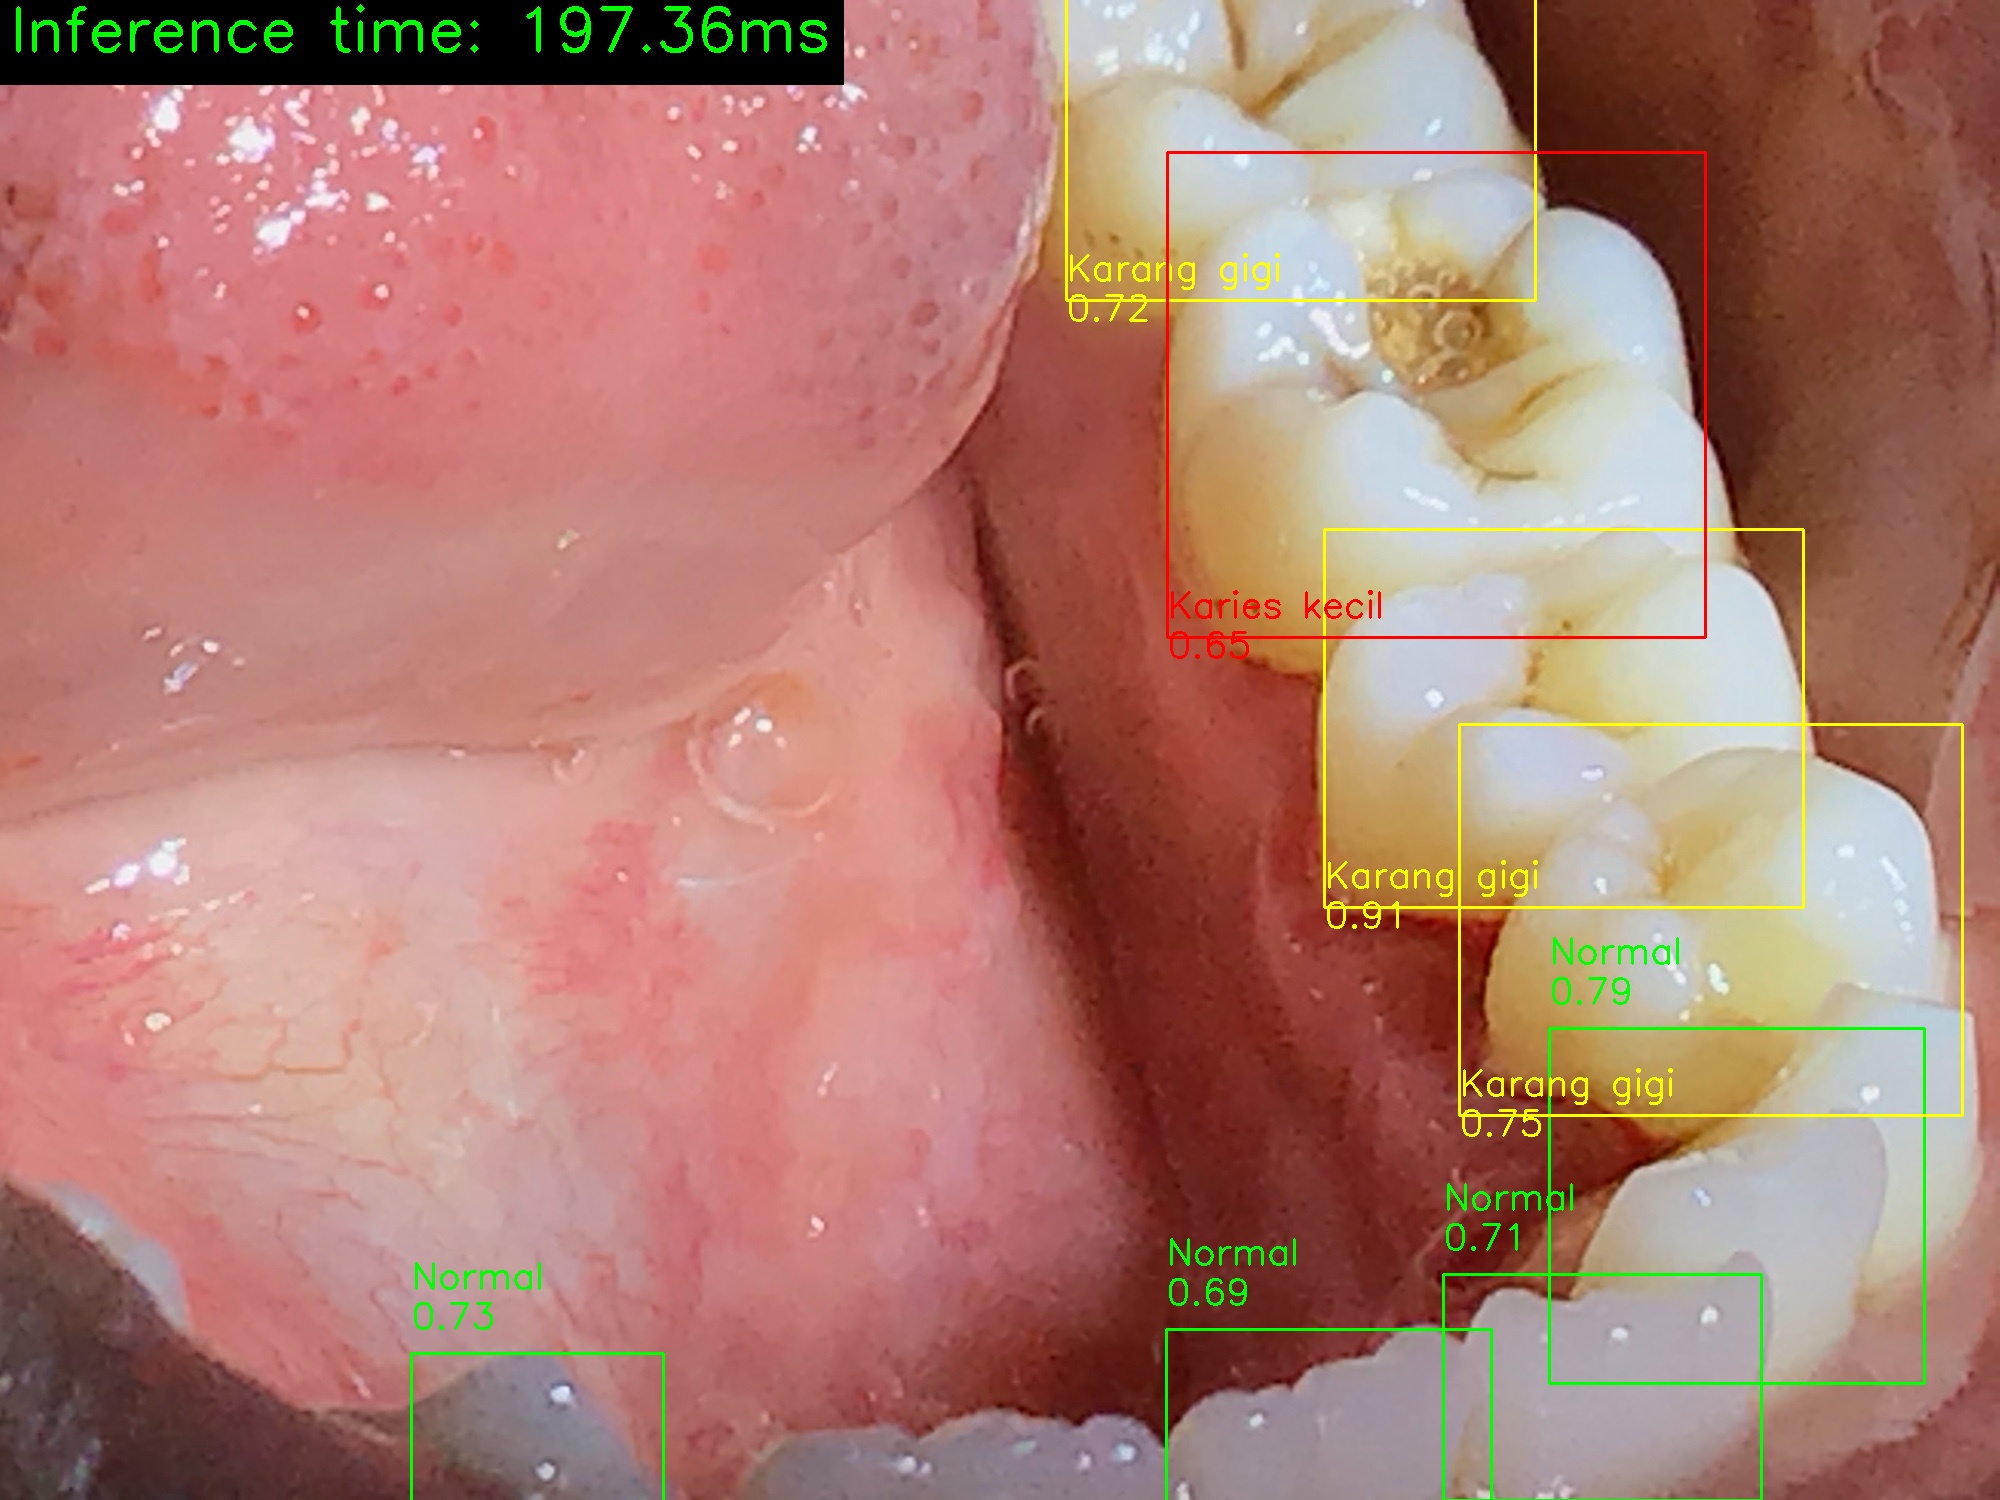 Inference time: 197.36ms
Karang gigi
0.72
Karies kecil
0.65
Karang gigi
0.91
Normal
0.79
Karang gigi
0.75
Normal
0.71
Normal
0.69
Normal
0.73